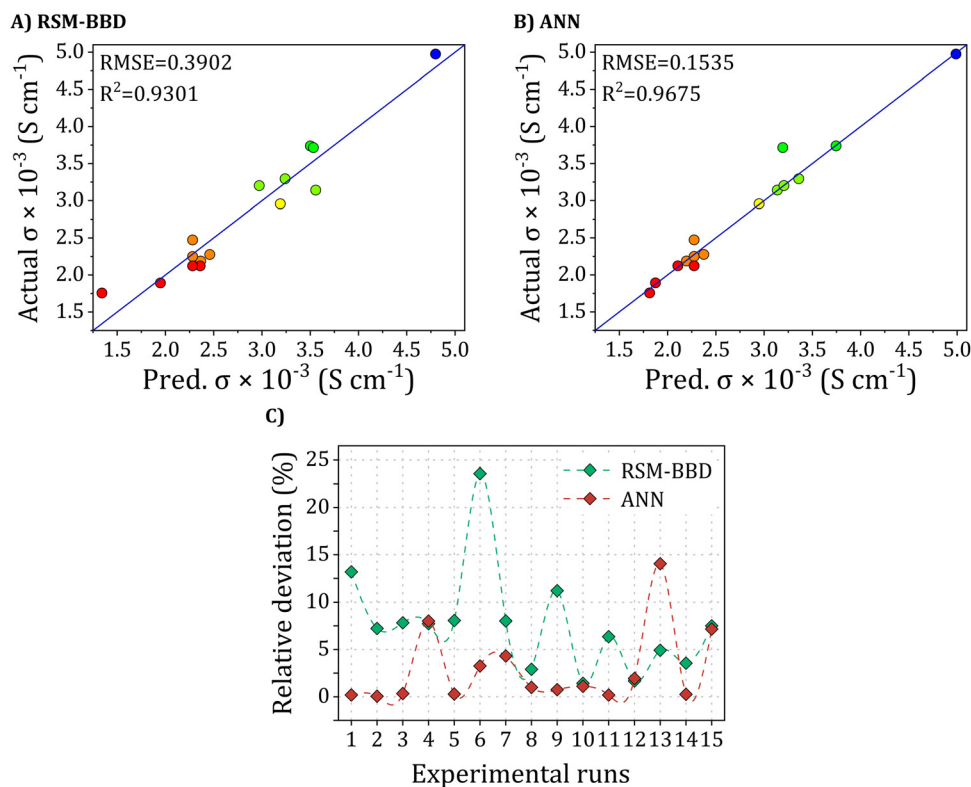 A) RSM-BBD
RMSE=0.3902
R²=0.9301
Actual σ × 10⁻³ (S cm⁻¹)
5.0
4.5
4.0
3.5
3.0
2.5
2.0
1.5
1.5 2.0 2.5 3.0 3.5 4.0 4.5 5.0
Pred. σ × 10⁻³ (S cm⁻¹)
B) ANN
RMSE=0.1535
R²=0.9675
Actual σ × 10⁻³ (S cm⁻¹)
5.0
4.5
4.0
3.5
3.0
2.5
2.0
1.5
1.5 2.0 2.5 3.0 3.5 4.0 4.5 5.0
Pred. σ × 10⁻³ (S cm⁻¹)
C)
RSM-BBD
ANN
Relative deviation (%)
25
20
15
10
5
0
1 2 3 4 5 6 7 8 9 10 11 12 13 14 15
Experimental runs